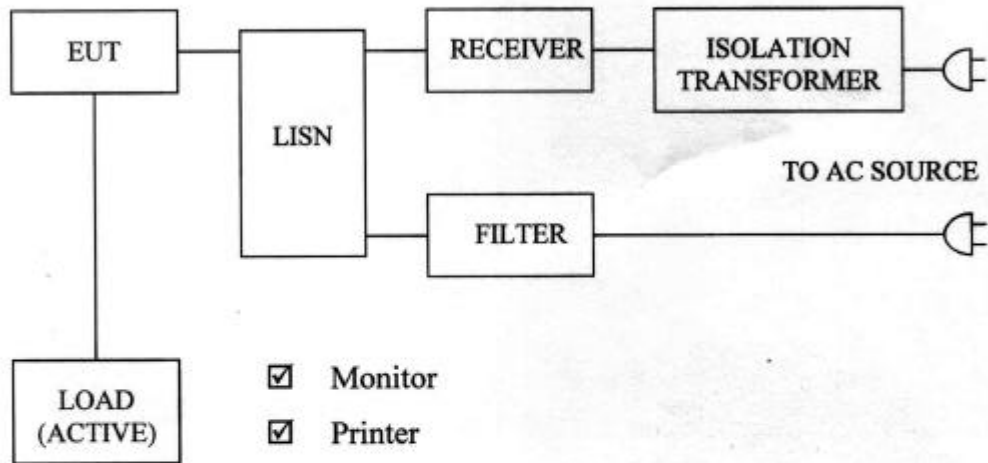 EUT
LISN
RECEIVER
ISOLATION
TRANSFORMER
TO AC SOURCE
FILTER
LOAD
(ACTIVE)
☑ Monitor
☑ Printer